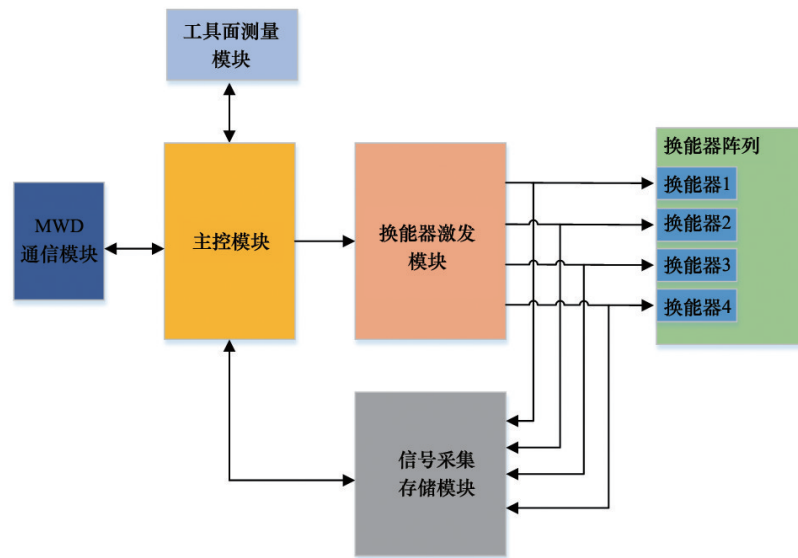 工具面测量
模块
MWD
通信模块
主控模块
换能器激发
模块
换能器阵列
换能器1
换能器2
换能器3
换能器4
信号采集
存储模块